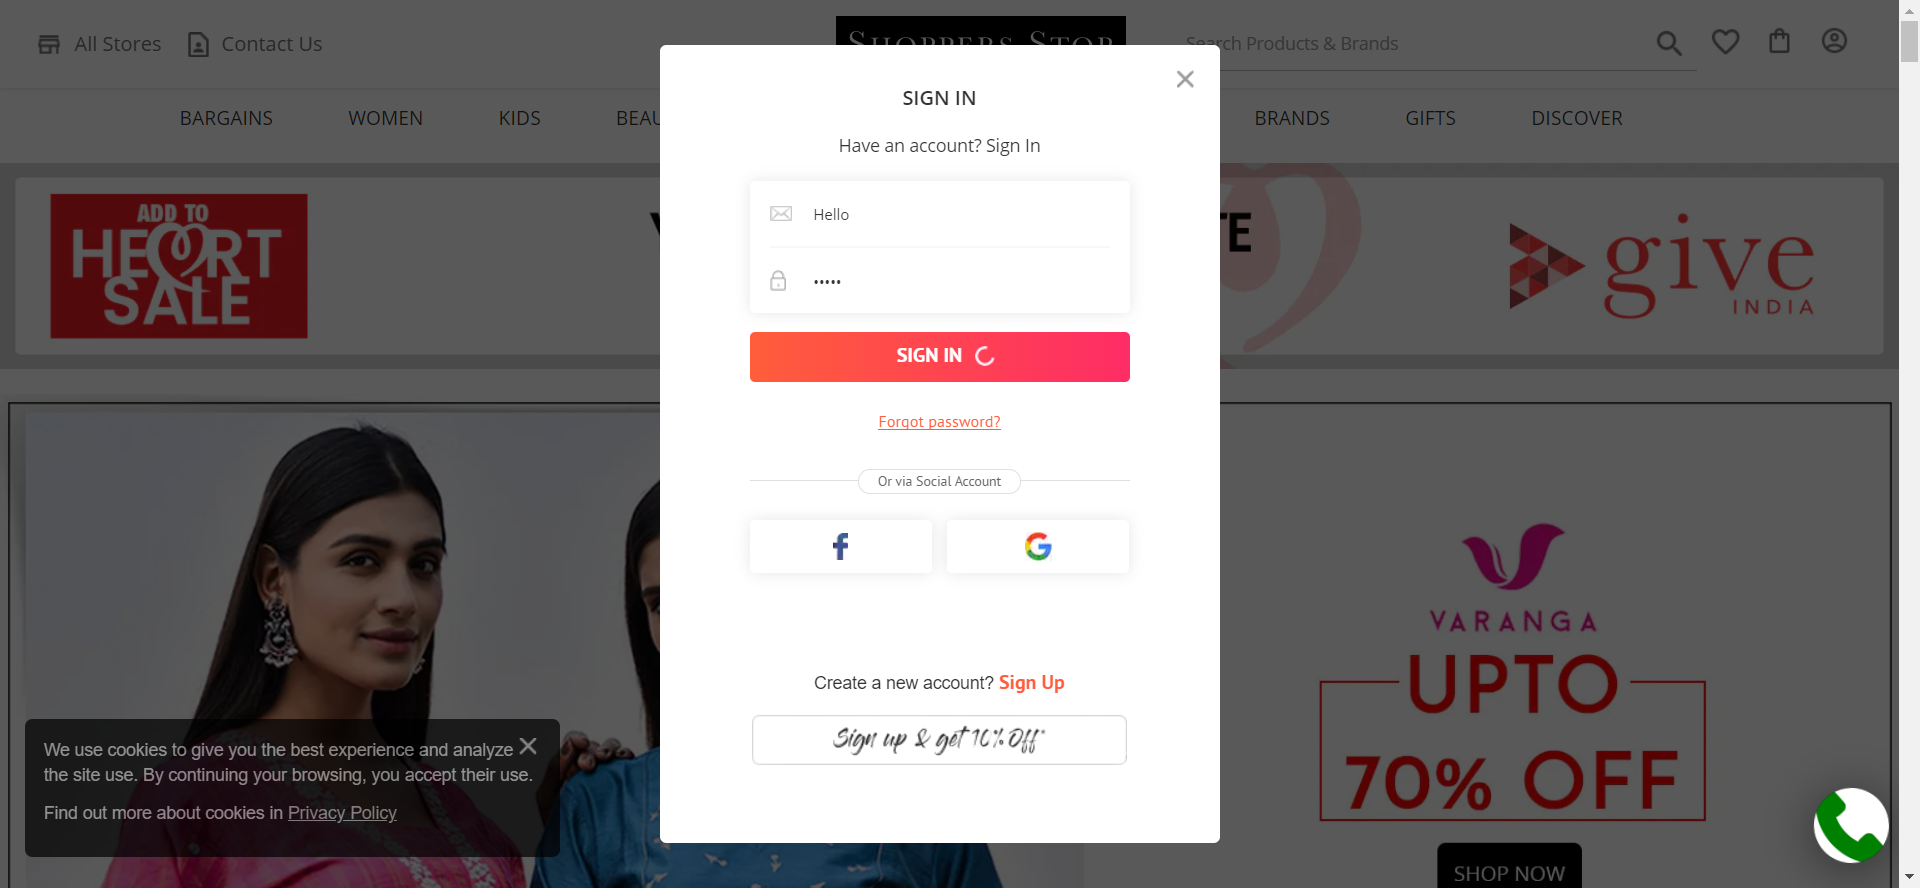 All Stores
Contact Us
SHOPPERS STOP
Search Products & Brands
BARGAINS
WOMEN
KIDS
BRANDS
GIFTS
DISCOVER
ADD TO
HEART
SALE
give
INDIA
SIGN IN
Have an account? Sign In
Hello
•••••
SIGN IN
Forgot password?
Or via Social Account
Create a new account? Sign Up
Sign up & get 10% Off*
We use cookies to give you the best experience and analyze
the site use. By continuing your browsing, you accept their use.
Find out more about cookies in Privacy Policy
VARANGA
UPTO
70% OFF
SHOP NOW